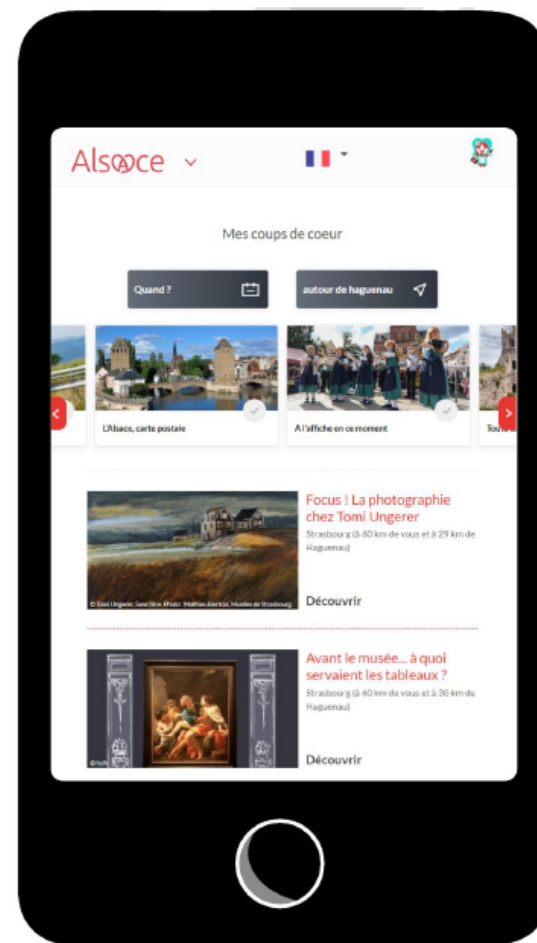 Alsace
Mes coups de coeur
Quand ?
autour de haguenau
L'Alsace, carte postale
A l'affiche en ce moment
Focus ! La photographie
chez Tomi Ungerer
Strasbourg (à 60 km de vous et à 29 km de
Haguenau)
Découvrir
Avant le musée... à quoi
servaient les tableaux ?
Strasbourg (à 60 km de vous et à 30 km de
Haguenau)
Découvrir